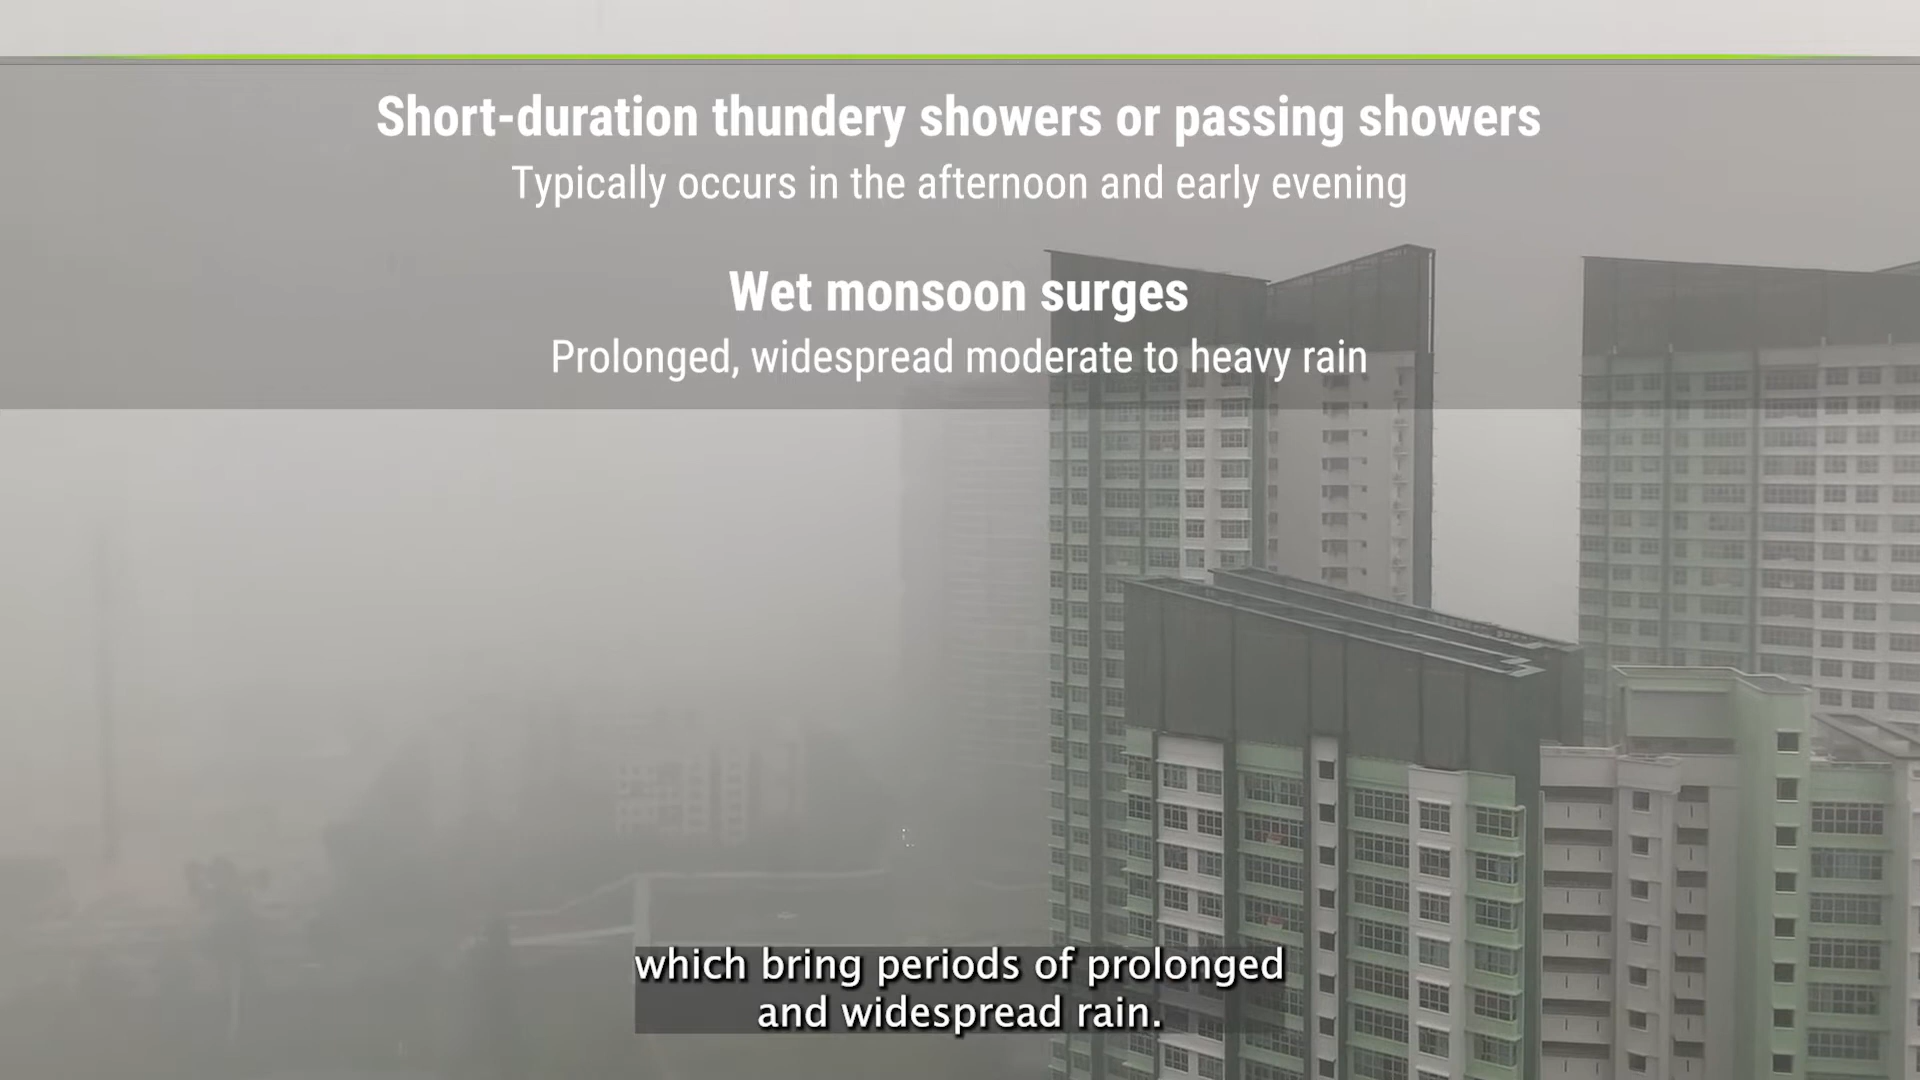 Short-duration thundery showers or passing showers
Typically occurs in the afternoon and early evening
Wet monsoon surges
Prolonged, widespread moderate to heavy rain
which bring periods of prolonged
and widespread rain.